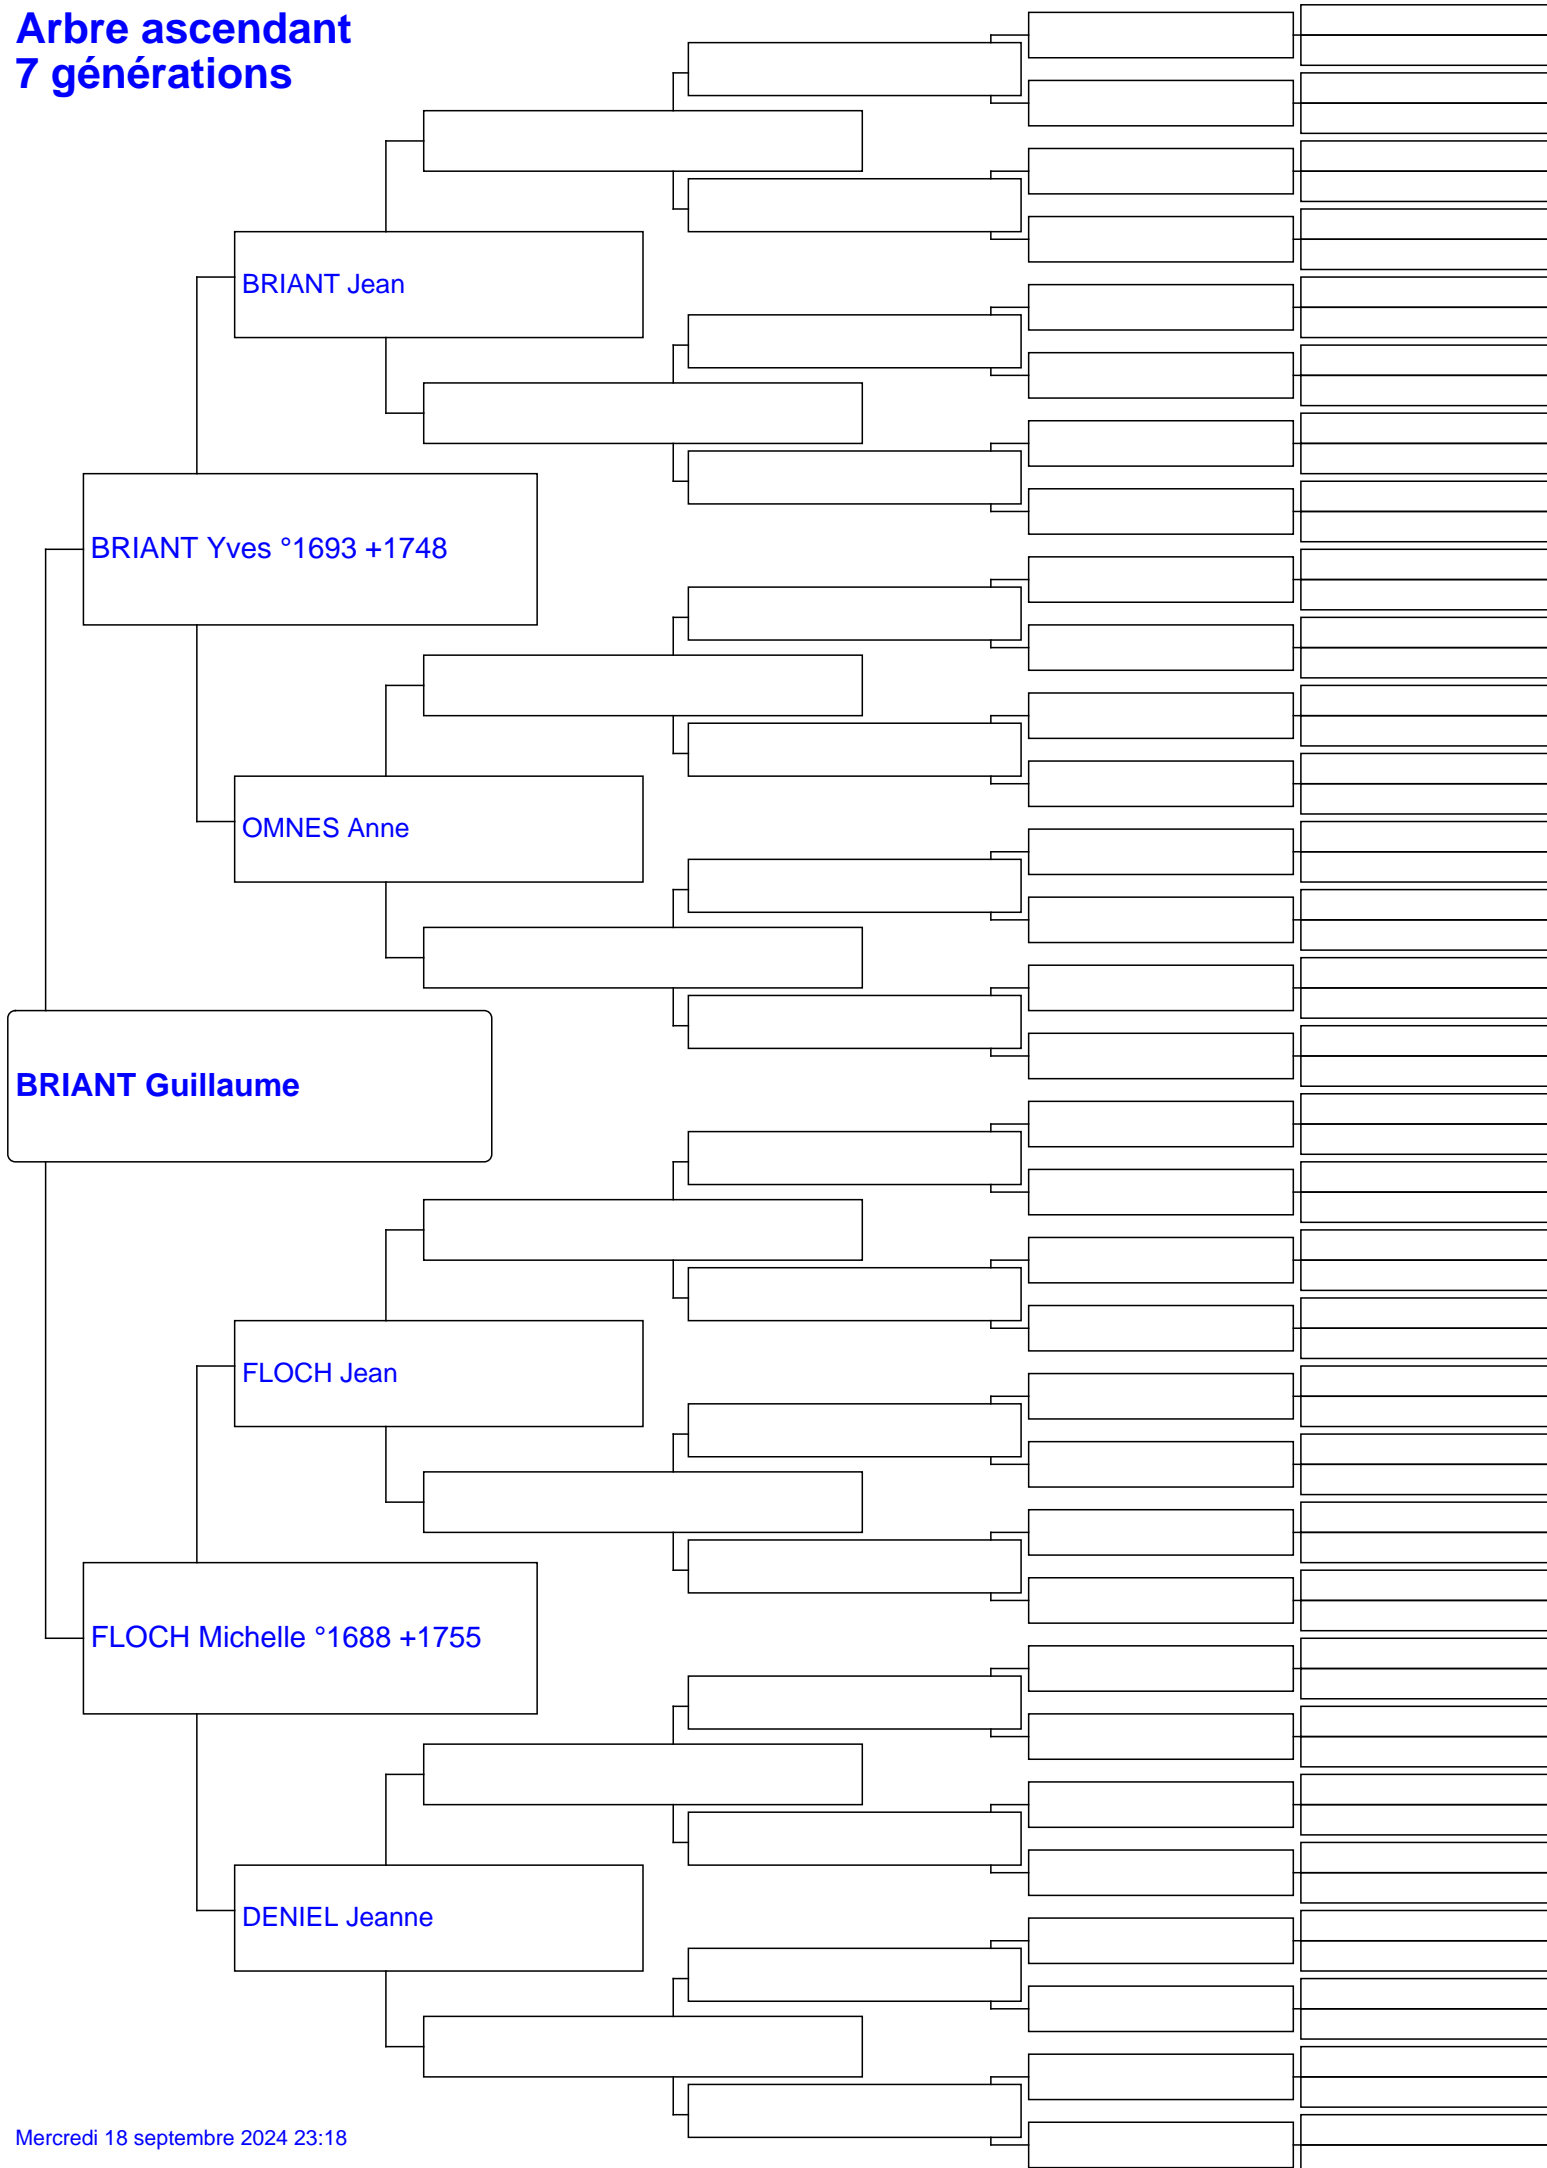 Arbre ascendant
7 générations
BRIANT Jean
BRIANT Yves °1693 +1748
OMNES Anne
BRIANT Guillaume
FLOCH Jean
FLOCH Michelle °1688 +1755
DENIEL Jeanne
Mercredi 18 septembre 2024 23:18